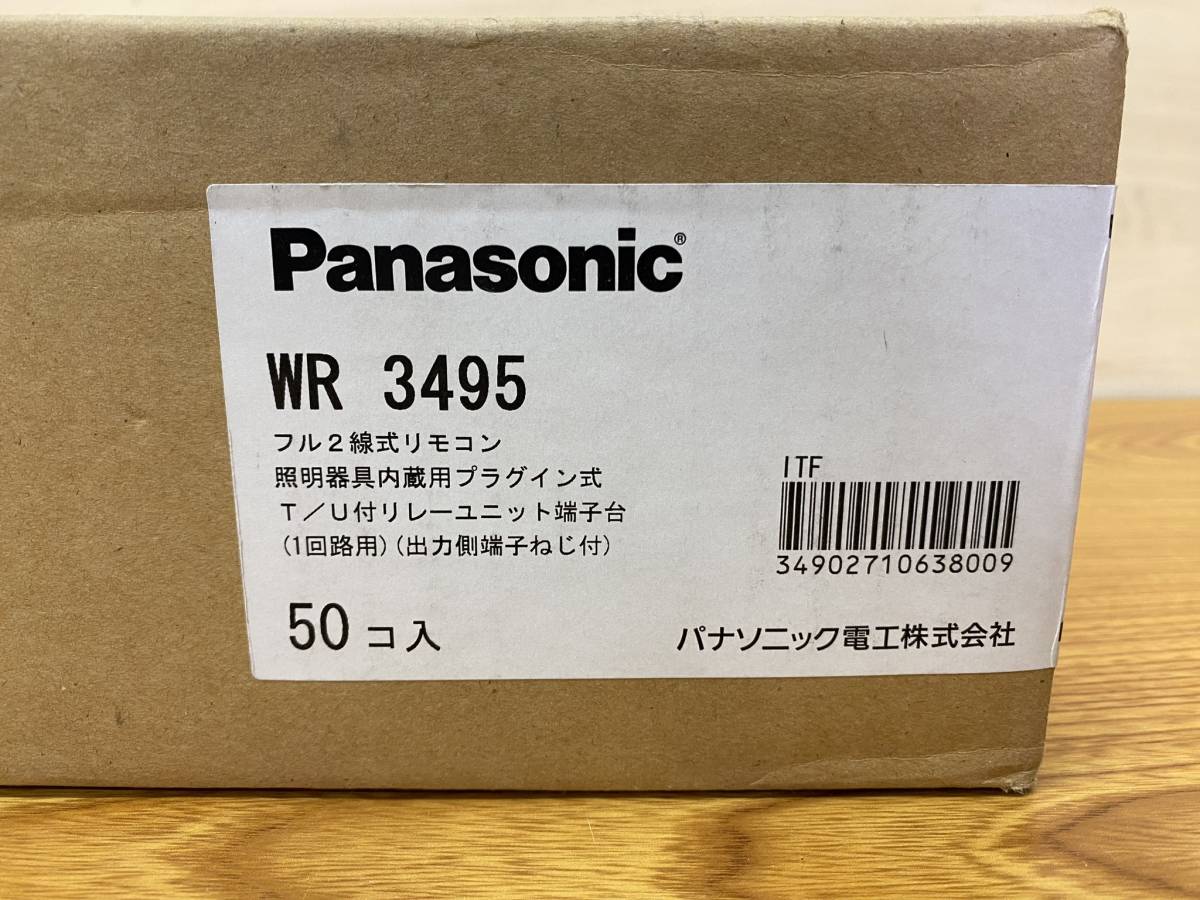 Panasonic®
WR 3495
フル2線式リモコン
照明器具内蔵用プラグイン式
T／U付リレーユニット端子台
(1回路用)(出力側端子ねじ付)
50コ入
ITF
34902710638009
パナソニック電工株式会社